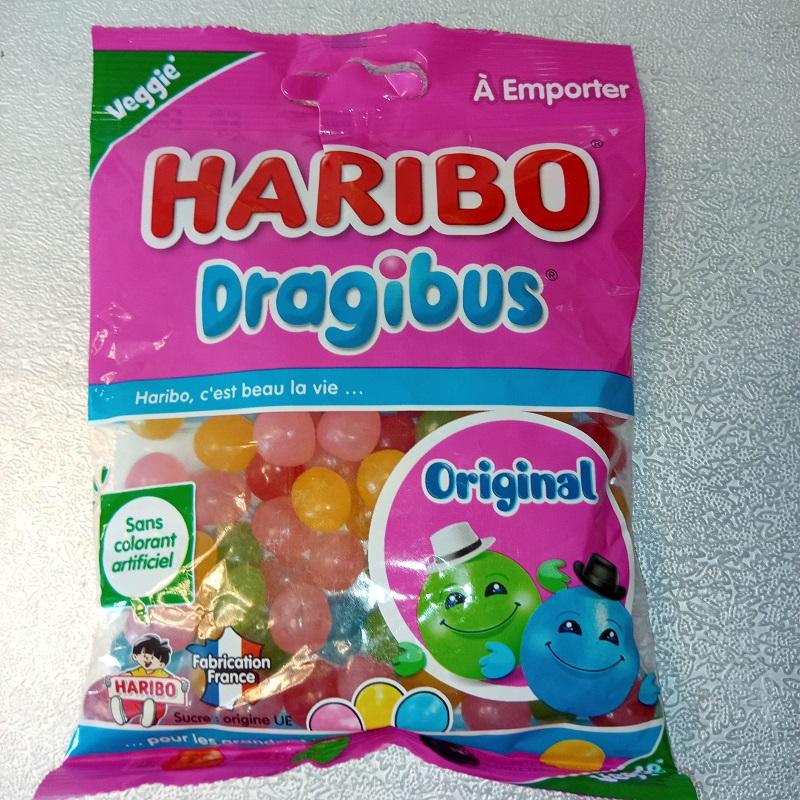 Veggie
À Emporter
HARIBO®
Dragibus®
Haribo, c'est beau la vie ...
Original
Sans
colorant
artificiel
HARIBO
Fabrication
France
Sucre : origine UE
... pour les
Veggie